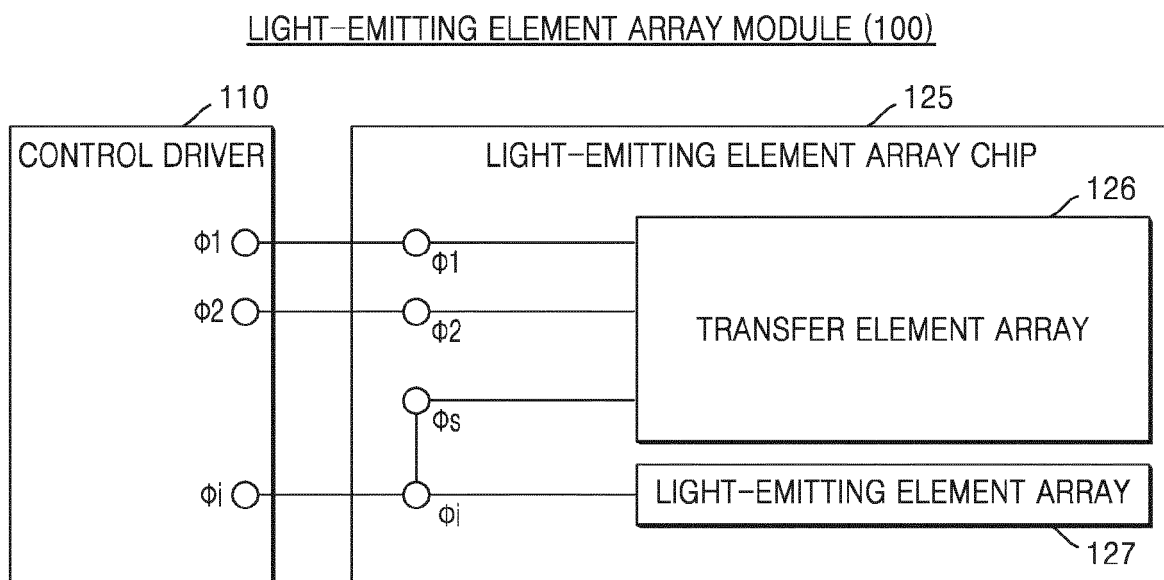 LIGHT-EMITTING ELEMENT ARRAY MODULE (100)
110
125
CONTROL DRIVER
LIGHT-EMITTING ELEMENT ARRAY CHIP
126
Φ1
Φ1
Φ2
Φ2
TRANSFER ELEMENT ARRAY
Φs
Φi
Φi
LIGHT-EMITTING ELEMENT ARRAY
127